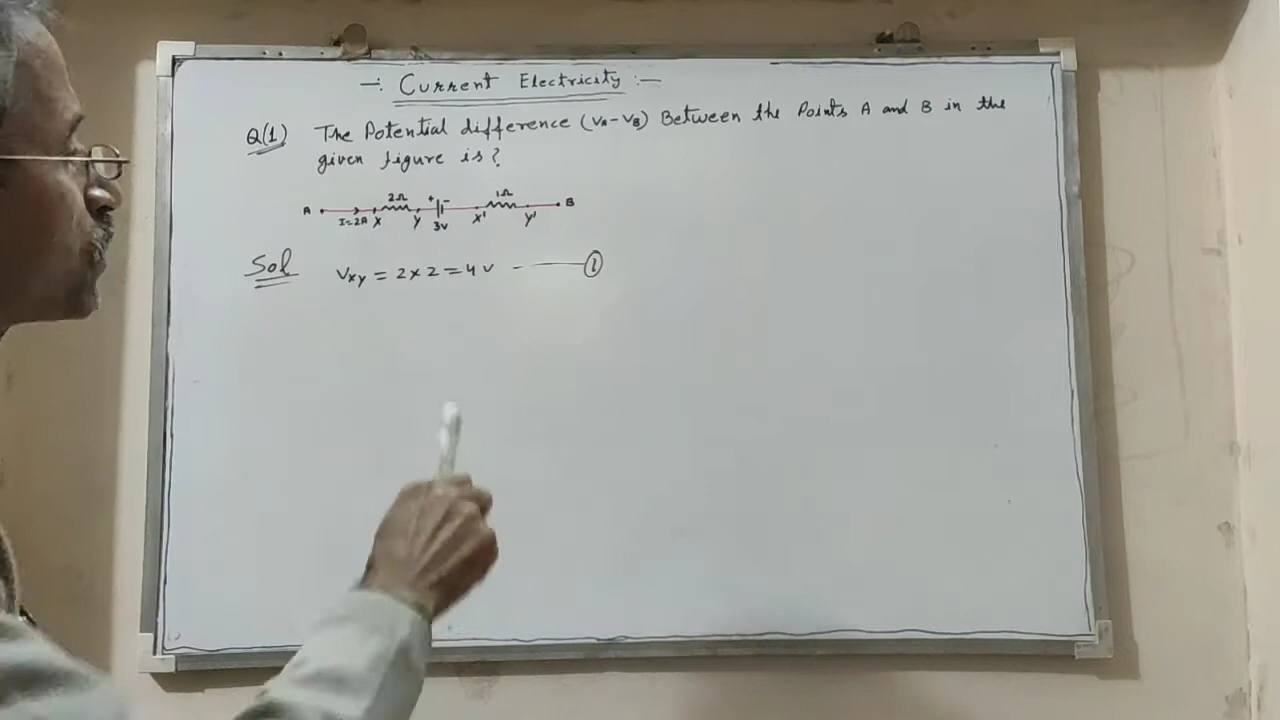 -: Current Electricity :-
Q(1) The Potential difference (VA-VB) Between the Points A and B in the
given figure is?
A I=2A X 2Ω Y + - 3V X' 1Ω Y' B
Sol VXY = 2 × 2 = 4 V - ——— ①